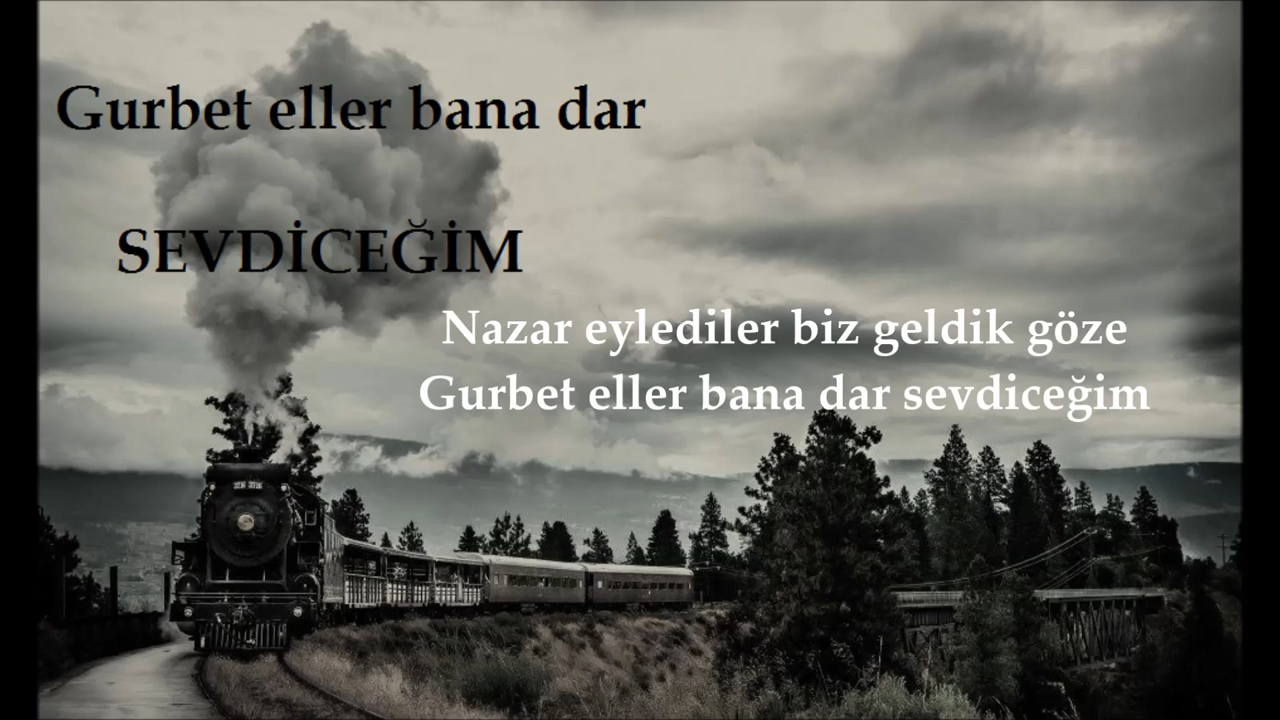 Gurbet eller bana dar
SEVDİCEĞİM
Nazar eylediler biz geldik göze
Gurbet eller bana dar sevdiceğim